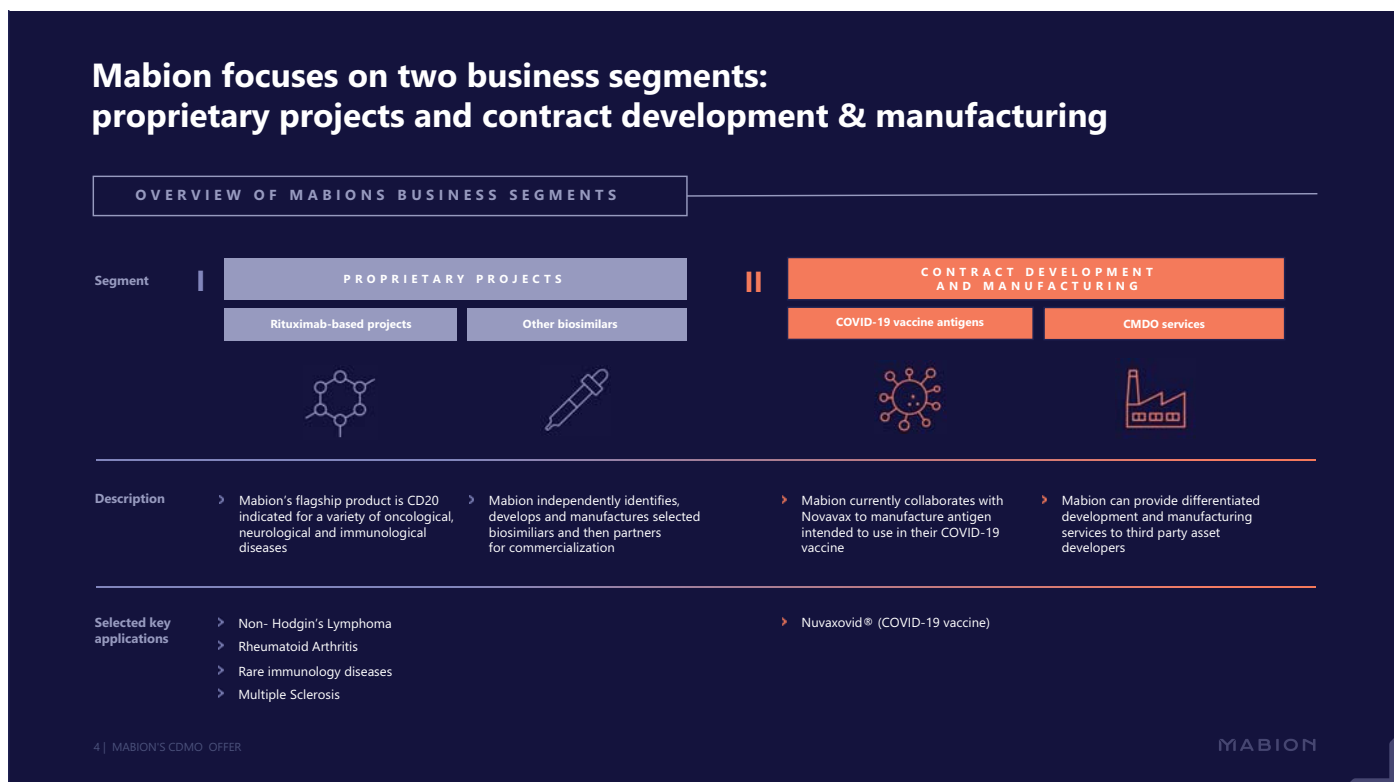 Mabion focuses on two business segments:
proprietary projects and contract development & manufacturing
OVERVIEW OF MABIONS BUSINESS SEGMENTS
Segment
I
PROPRIETARY PROJECTS
II
CONTRACT DEVELOPMENT
AND MANUFACTURING
Rituximab-based projects
Other biosimilars
COVID-19 vaccine antigens
CMDO services
Description
› Mabion’s flagship product is CD20
indicated for a variety of oncological,
neurological and immunological
diseases
› Mabion independently identifies,
develops and manufactures selected
biosimiliars and then partners
for commercialization
› Mabion currently collaborates with
Novavax to manufacture antigen
intended to use in their COVID-19
vaccine
› Mabion can provide differentiated
development and manufacturing
services to third party asset
developers
Selected key
applications
› Non- Hodgin’s Lymphoma
› Rheumatoid Arthritis
› Rare immunology diseases
› Multiple Sclerosis
› Nuvaxovid® (COVID-19 vaccine)
4| MABION'S CDMO OFFER
MABION